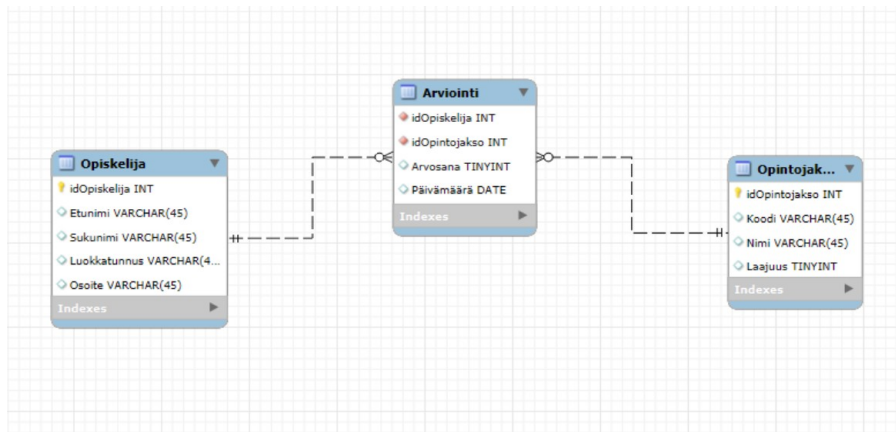 Opiskelija
idOpiskelija INT
Etunimi VARCHAR(45)
Sukunimi VARCHAR(45)
Luokkatunnus VARCHAR(4...
Osoite VARCHAR(45)
Indexes
Arviointi
idOpiskelija INT
idOpintojakso INT
Arvosana TINYINT
Päivämäärä DATE
Indexes
Opintojak...
idOpintojakso INT
Koodi VARCHAR(45)
Nimi VARCHAR(45)
Laajuus TINYINT
Indexes